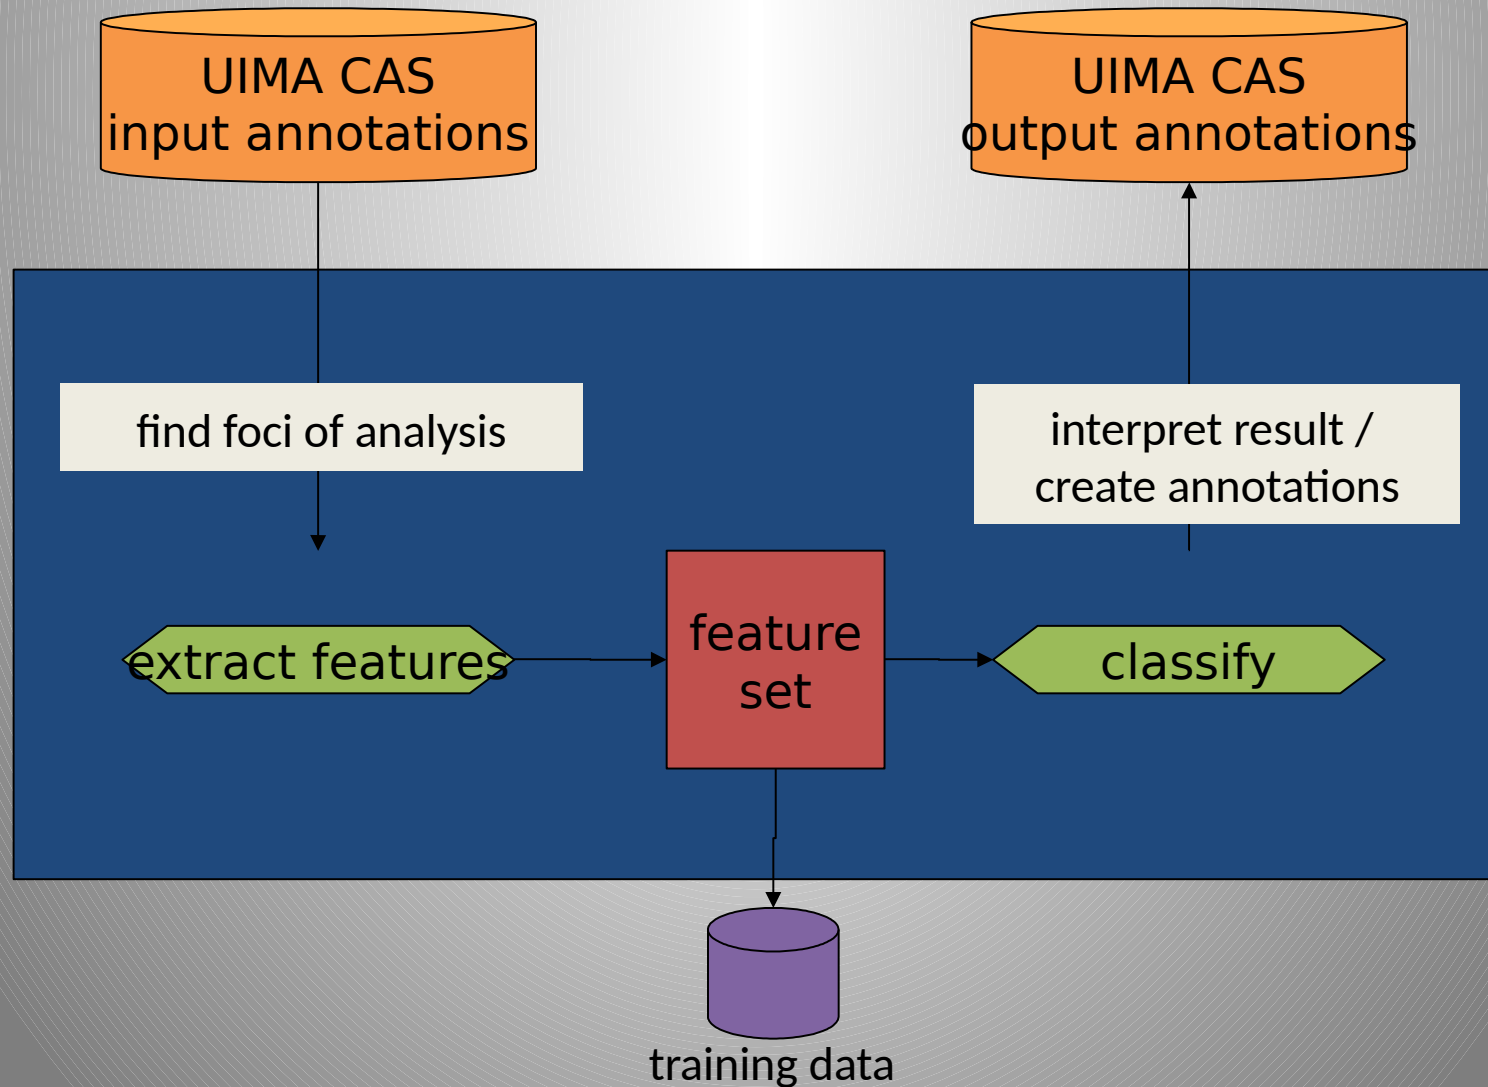 UIMA CAS
input annotations
UIMA CAS
output annotations
find foci of analysis
interpret result /
create annotations
extract features
feature
set
classify
training data